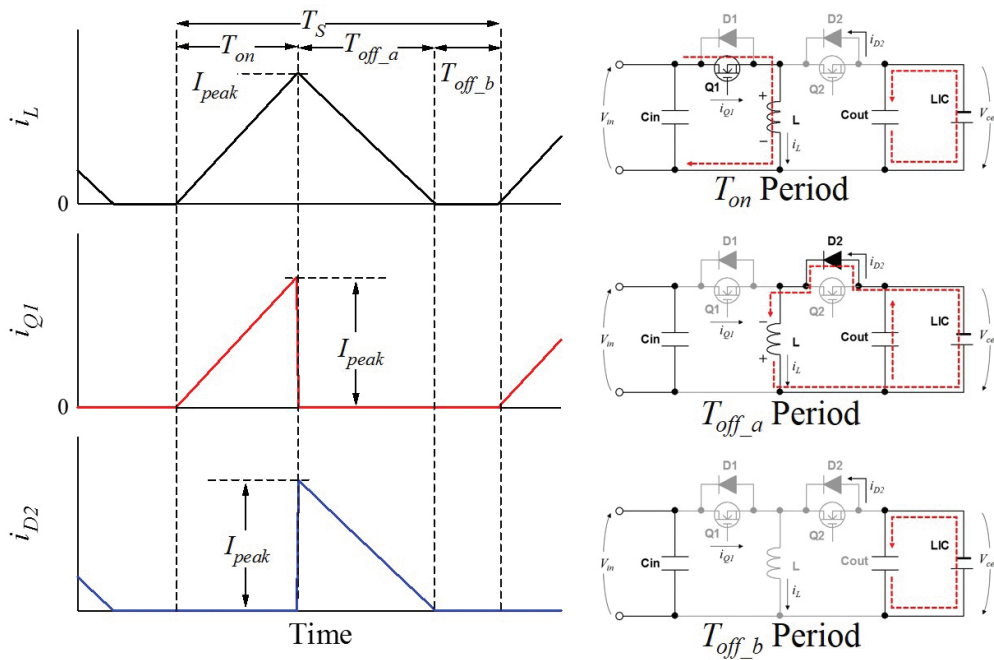 T_S
T_on
T_off_a
T_off_b
I_peak
i_L
0
I_peak
i_Q1
0
I_peak
i_D2
Time
D1
D2
i_D2
Q1
Q2
i_Q1
V_in
Cin
+
L
−
i_L
Cout
LIC
V_ce
T_on Period
D1
D2
i_D2
Q1
Q2
i_Q1
V_in
Cin
−
L
+
i_L
Cout
LIC
V_ce
T_off_a Period
D1
D2
i_D2
Q1
Q2
i_Q1
V_in
Cin
L
i_L
Cout
LIC
V_ce
T_off_b Period